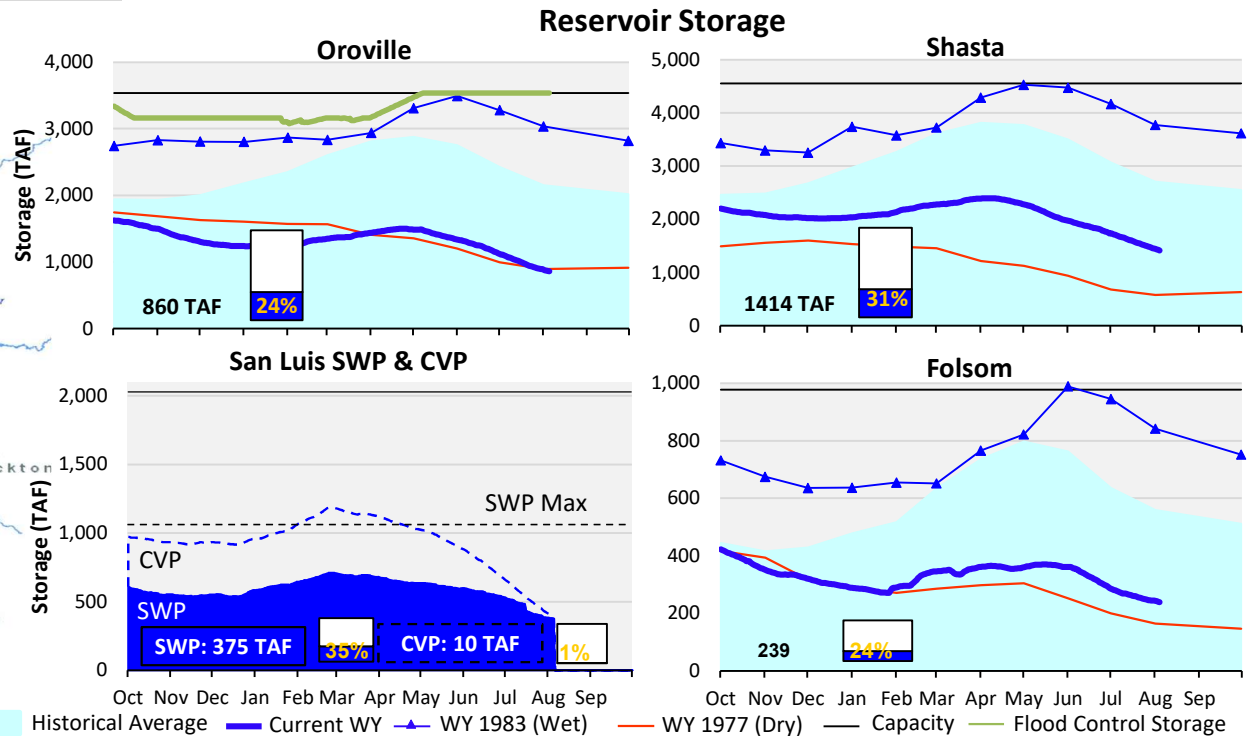 Reservoir Storage
Oroville
Storage (TAF)
4,000
3,000
2,000
1,000
0
860 TAF
24%
Shasta
5,000
4,000
3,000
2,000
1,000
0
1414 TAF
31%
San Luis SWP & CVP
Storage (TAF)
2,000
1,500
1,000
500
0
SWP Max
CVP
SWP
SWP: 375 TAF
35%
CVP: 10 TAF
1%
Oct Nov Dec Jan Feb Mar Apr May Jun Jul Aug Sep
Folsom
1,000
800
600
400
200
0
239
24%
Oct Nov Dec Jan Feb Mar Apr May Jun Jul Aug Sep
ckton
Historical Average Current WY WY 1983 (Wet) WY 1977 (Dry) Capacity Flood Control Storage